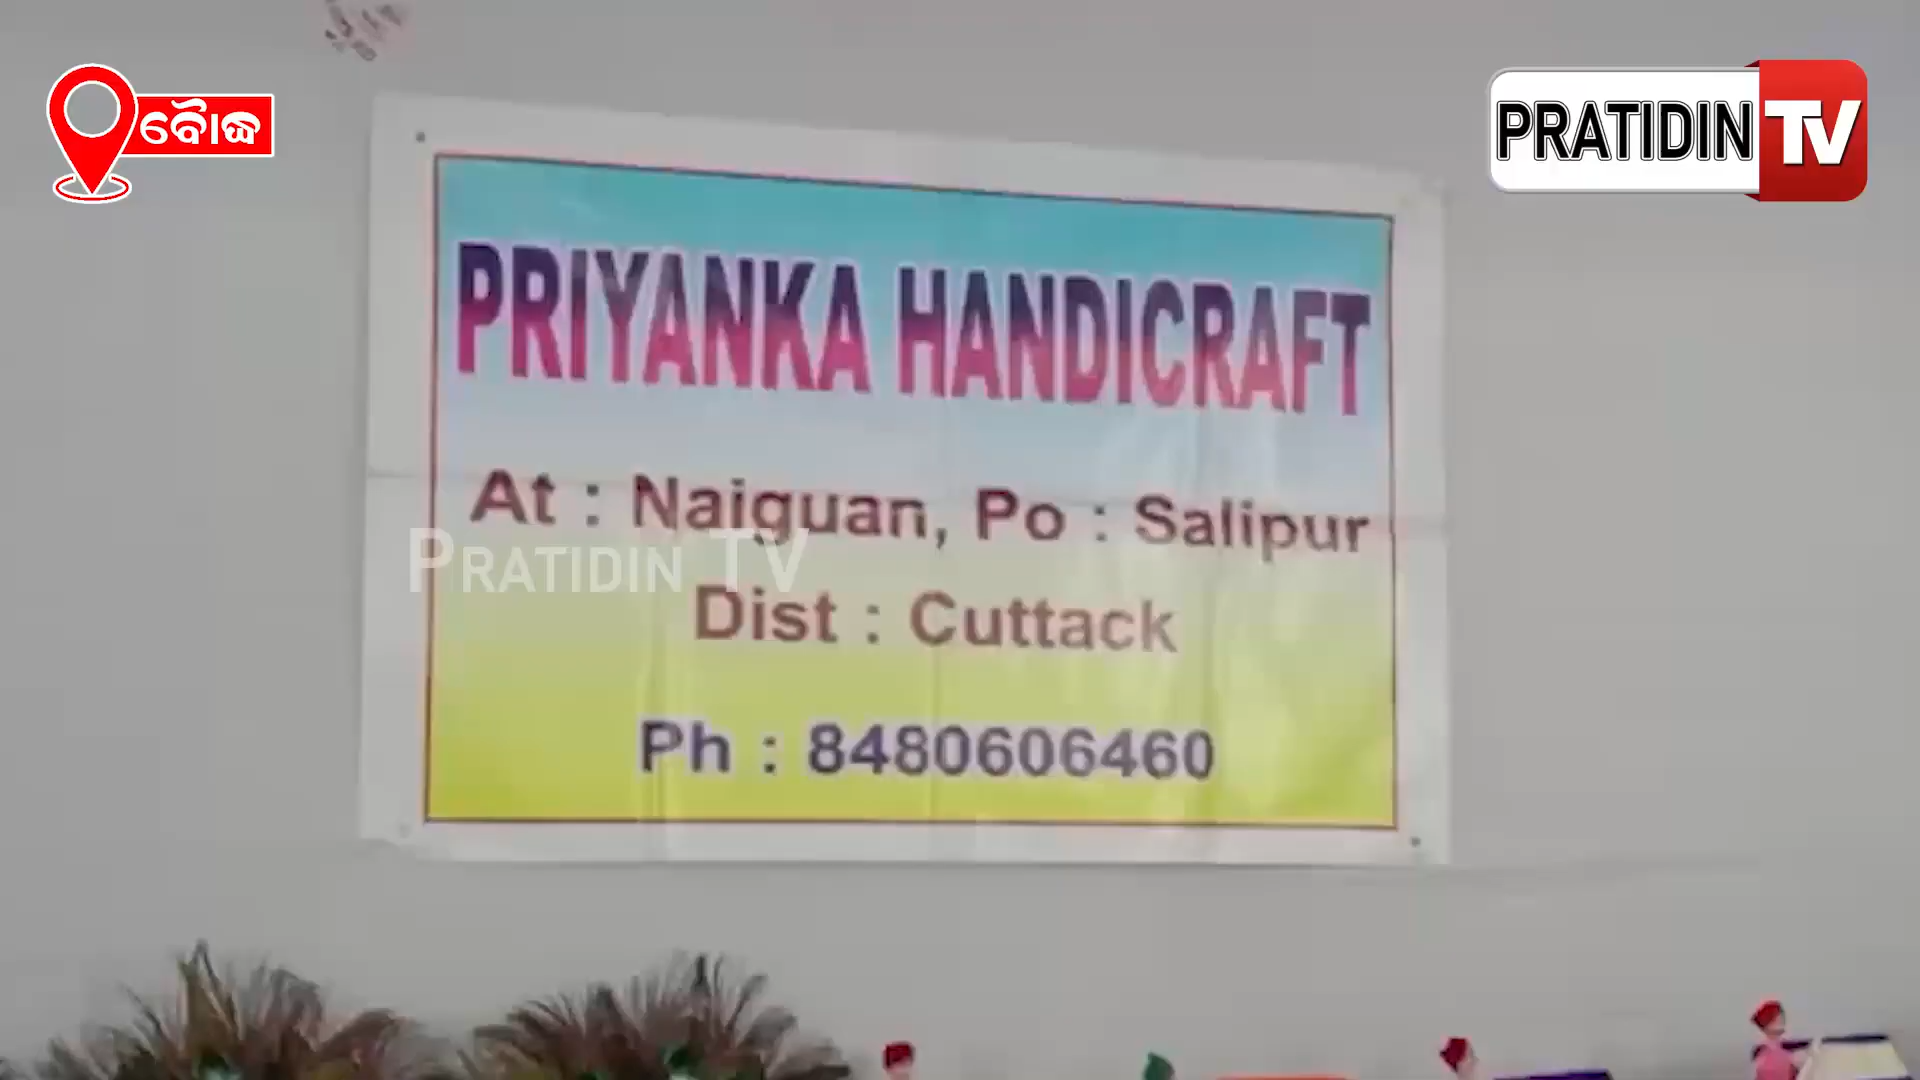 ବୌଦ୍ଧ
PRATIDIN TV
PRIYANKA HANDICRAFT
At : Naiguan, Po : Salipur
PRATIDIN TV
Dist : Cuttack
Ph : 8480606460